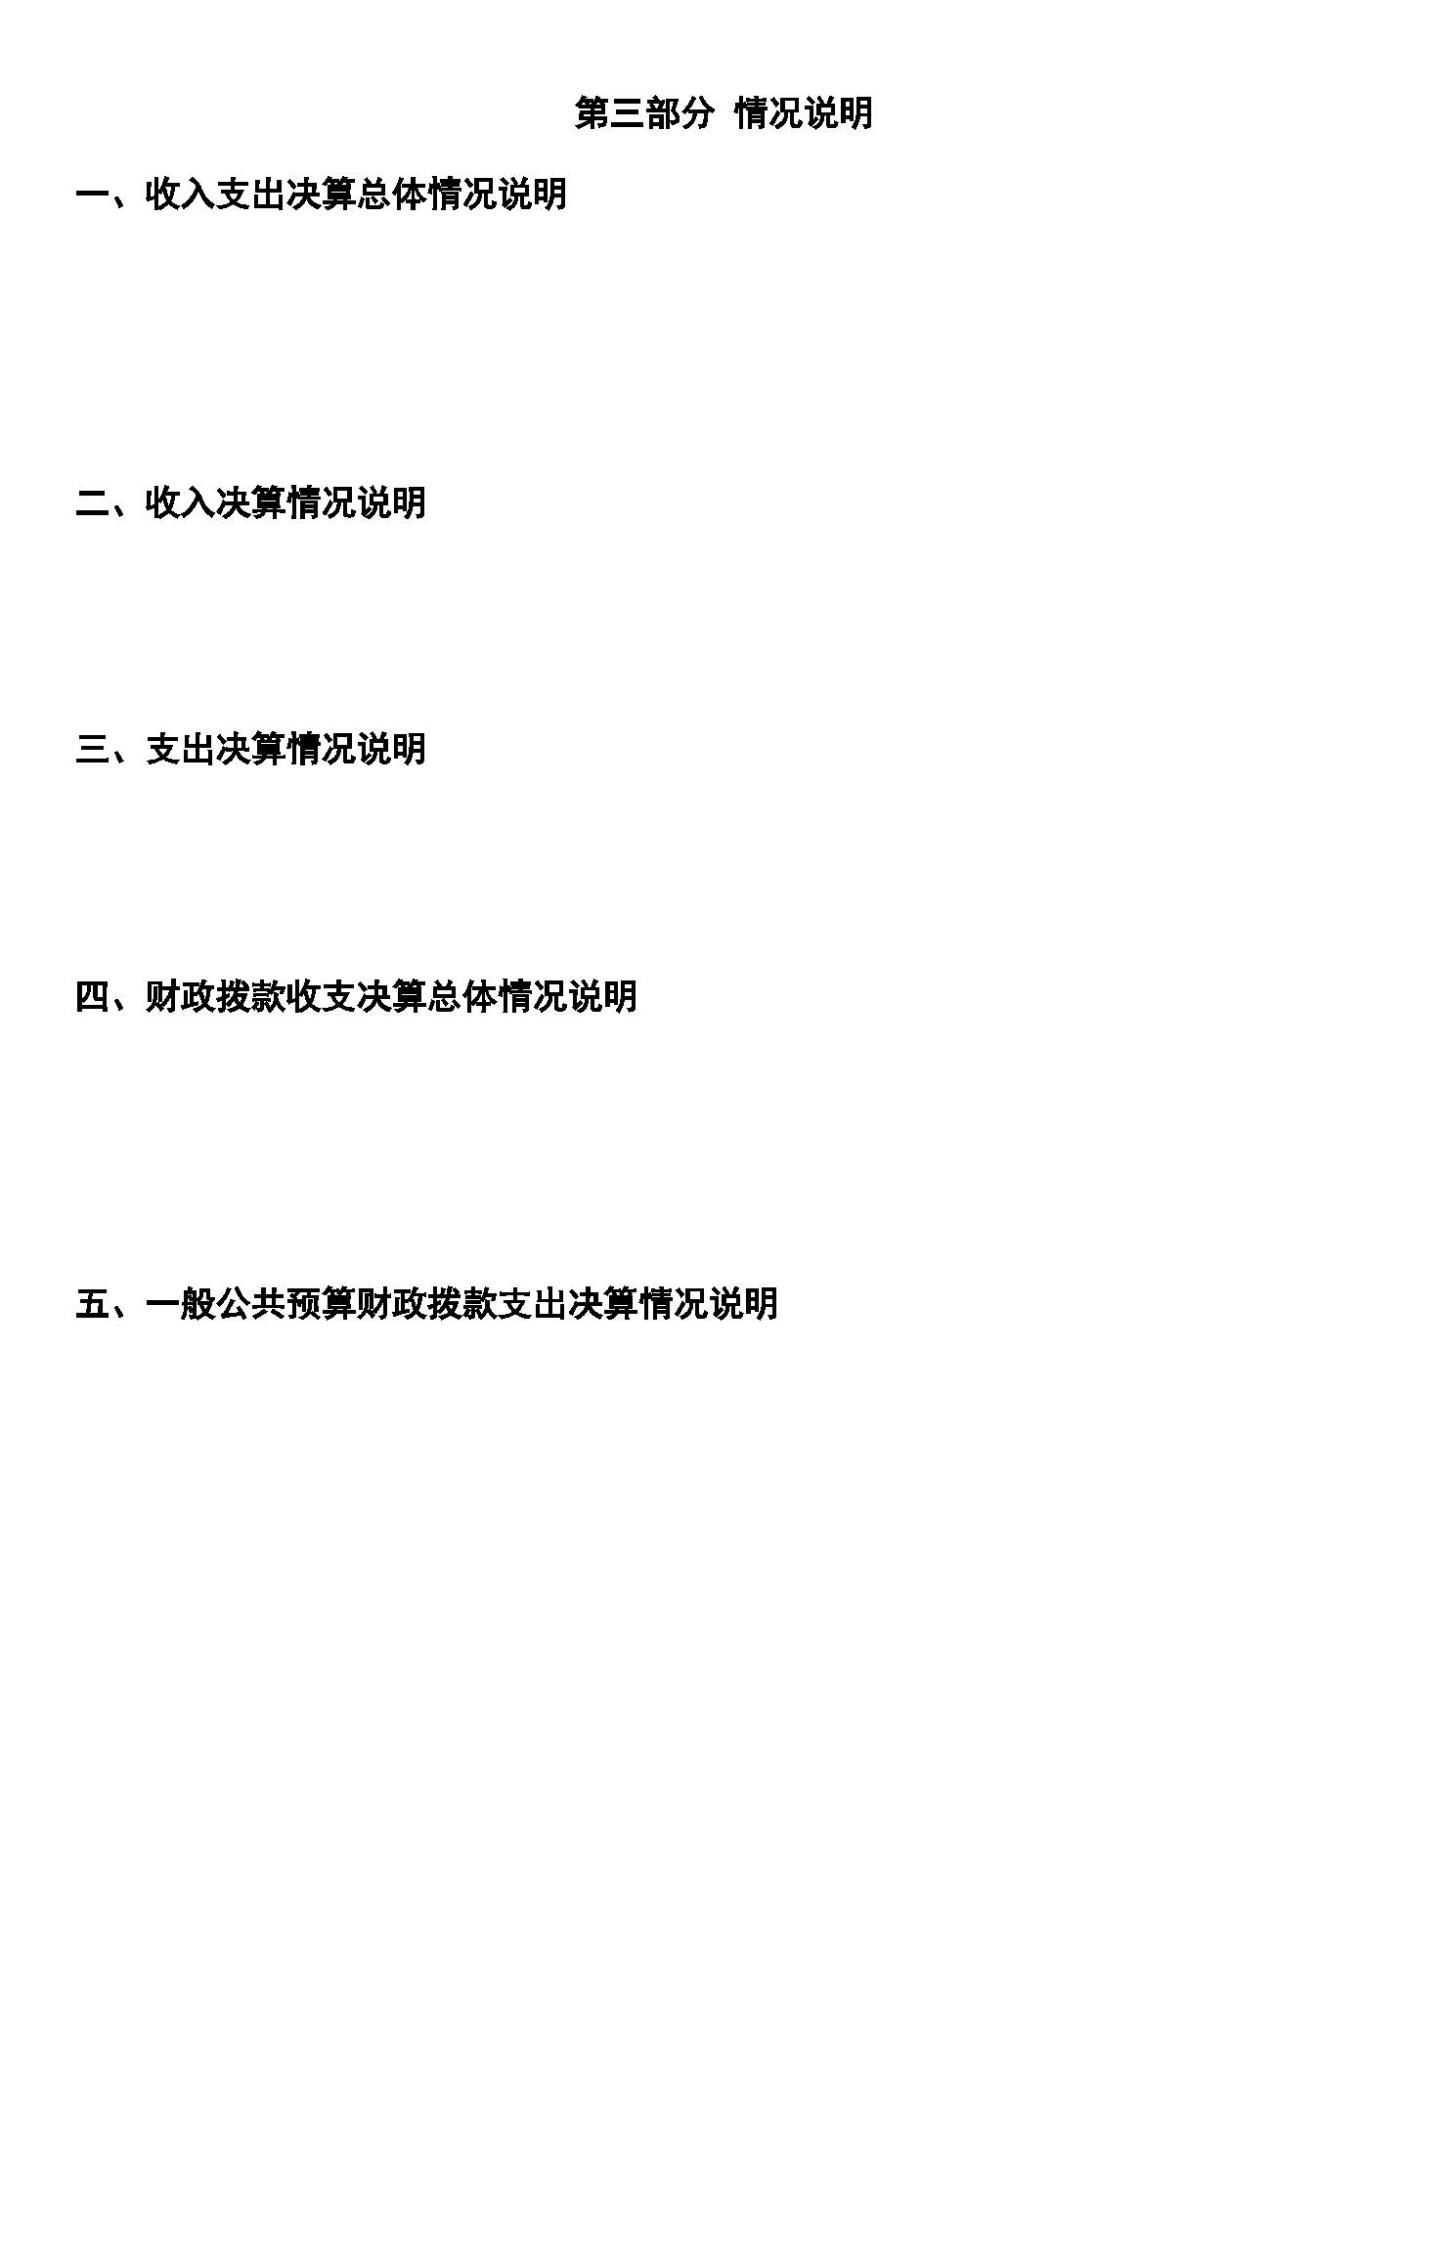 第三部分 情况说明
一、收入支出决算总体情况说明
二、收入决算情况说明
三、支出决算情况说明
四、财政拨款收支决算总体情况说明
五、一般公共预算财政拨款支出决算情况说明